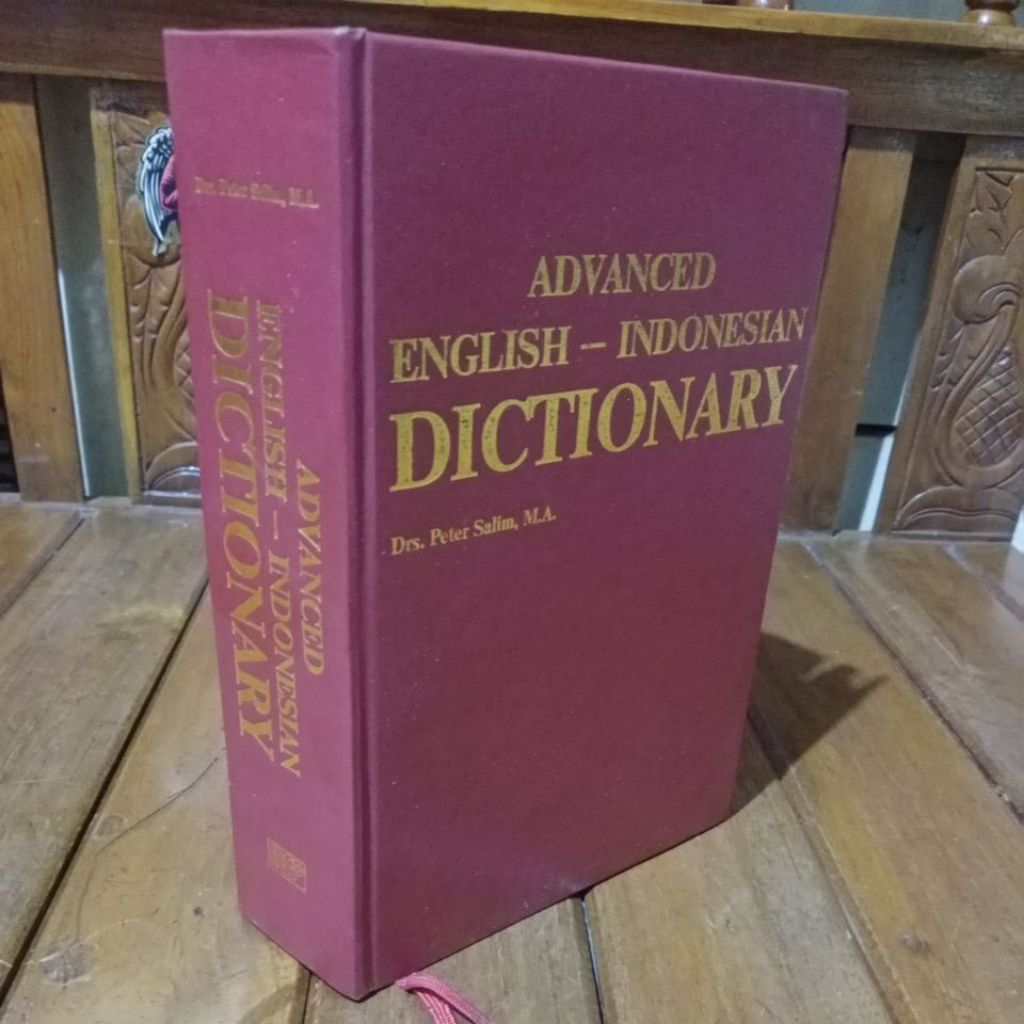 Drs. Peter Salim, M.A.
ADVANCED
ENGLISH – INDONESIAN
DICTIONARY
ADVANCED
ENGLISH – INDONESIAN
DICTIONARY
Drs. Peter Salim, M.A.